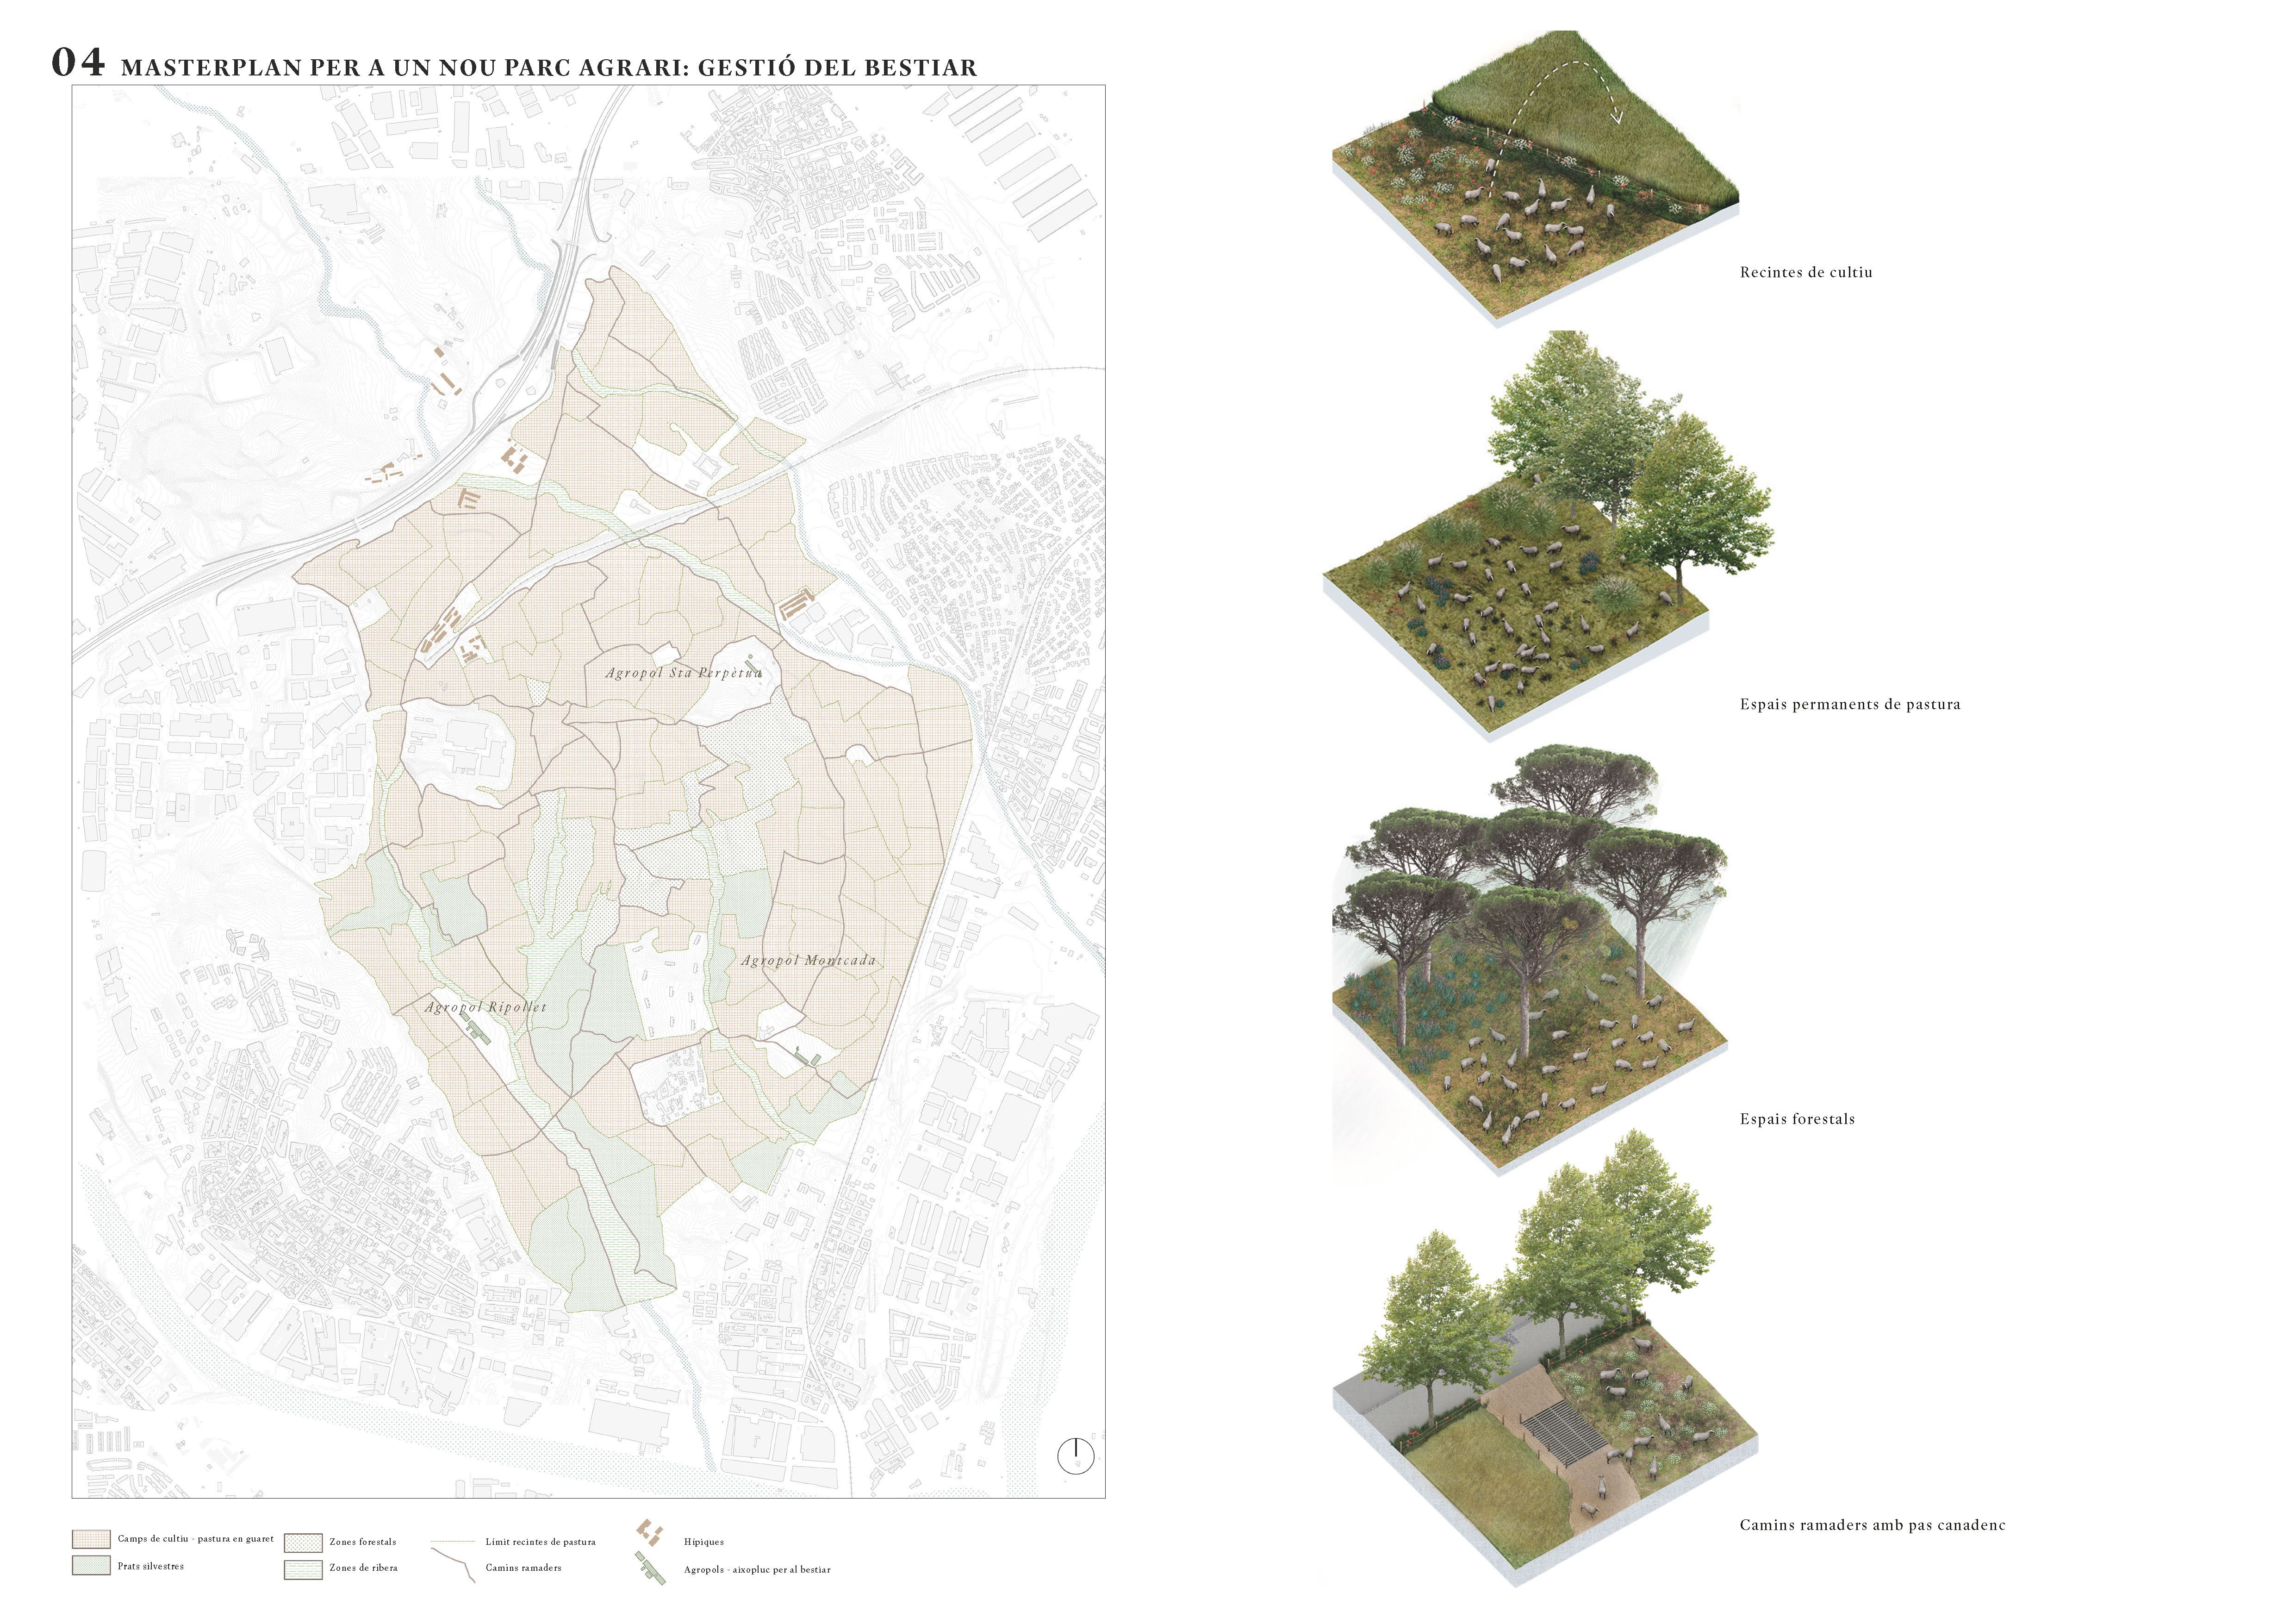 04 MASTERPLAN PER A UN NOU PARC AGRARI: GESTIÓ DEL BESTIAR
Agropol Sta Perpètua
Agropol Montcada
Agropol Ripollet
Camps de cultiu - pastura en guaret
Prats silvestres
Zones forestals
Zones de ribera
Límit recintes de pastura
Camins ramaders
Hípiques
Agropols - aixopluc per al bestiar
Recintes de cultiu
Espais permanents de pastura
Espais forestals
Camins ramaders amb pas canadenc